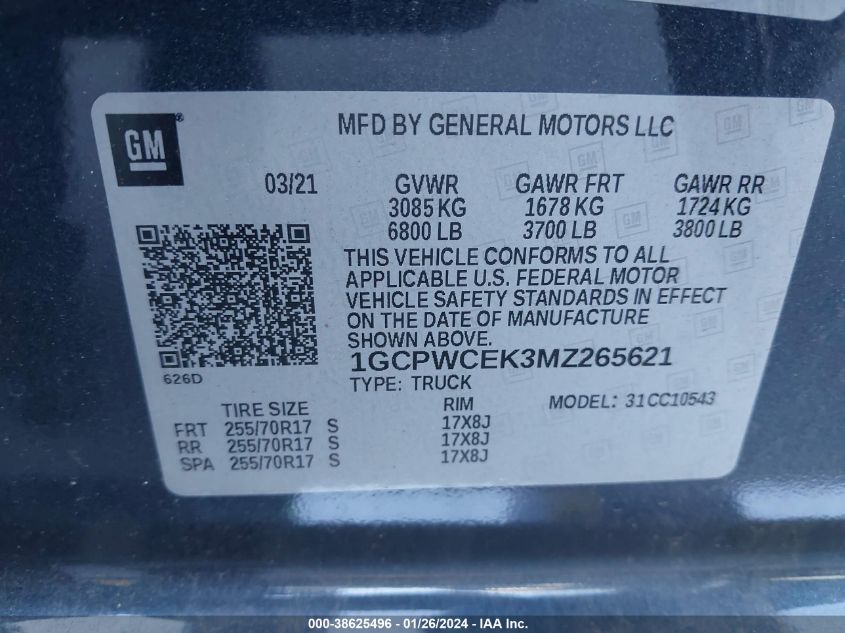 GM®
MFD BY GENERAL MOTORS LLC
03/21 GVWR GAWR FRT GAWR RR
3085 KG 1678 KG 1724 KG
6800 LB 3700 LB 3800 LB
THIS VEHICLE CONFORMS TO ALL
APPLICABLE U.S. FEDERAL MOTOR
VEHICLE SAFETY STANDARDS IN EFFECT
ON THE DATE OF MANUFACTURE
SHOWN ABOVE.
1GCPWCEK3MZ265621
626D
TYPE: TRUCK
TIRE SIZE RIM MODEL: 31CC10543
FRT 255/70R17 S 17X8J
RR 255/70R17 S 17X8J
SPA 255/70R17 S 17X8J
000-38625496 - 01/26/2024 - IAAI.com